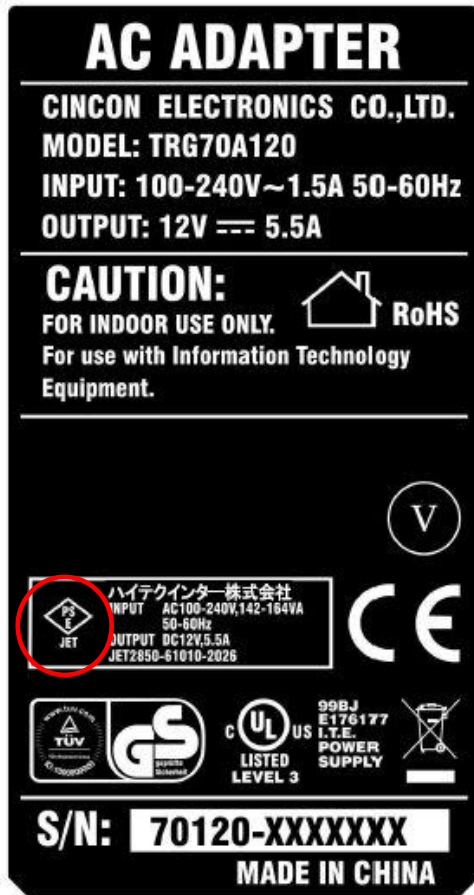 AC ADAPTER
CINCON ELECTRONICS CO.,LTD.
MODEL: TRG70A120
INPUT: 100-240V~1.5A 50-60Hz
OUTPUT: 12V ⎓ 5.5A
CAUTION:
FOR INDOOR USE ONLY.
RoHS
For use with Information Technology
Equipment.
V
PS
E
JET
ハイテクインター株式会社
INPUT AC100-240V,142-164VA
50-60Hz
OUTPUT DC12V,5.5A
JET2850-61010-2026
CE
TÜV
GS
geprüfte
Sicherheit
C UL US
LISTED
LEVEL 3
99BJ
E176177
I.T.E.
POWER
SUPPLY
S/N: 70120-XXXXXXX
MADE IN CHINA